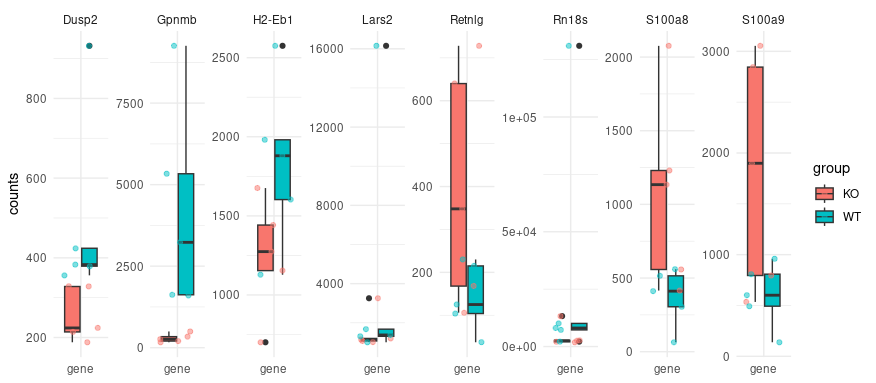 Dusp2
Gpnmb
H2-Eb1
Lars2
Retnlg
Rn18s
S100a8
S100a9
counts
200
400
600
800
0
2500
5000
7500
1000
1500
2000
2500
4000
8000
12000
16000
200
400
600
0e+00
5e+04
1e+05
0
500
1000
1500
2000
0
1000
2000
3000
gene
gene
gene
gene
gene
gene
gene
gene
group
KO
WT